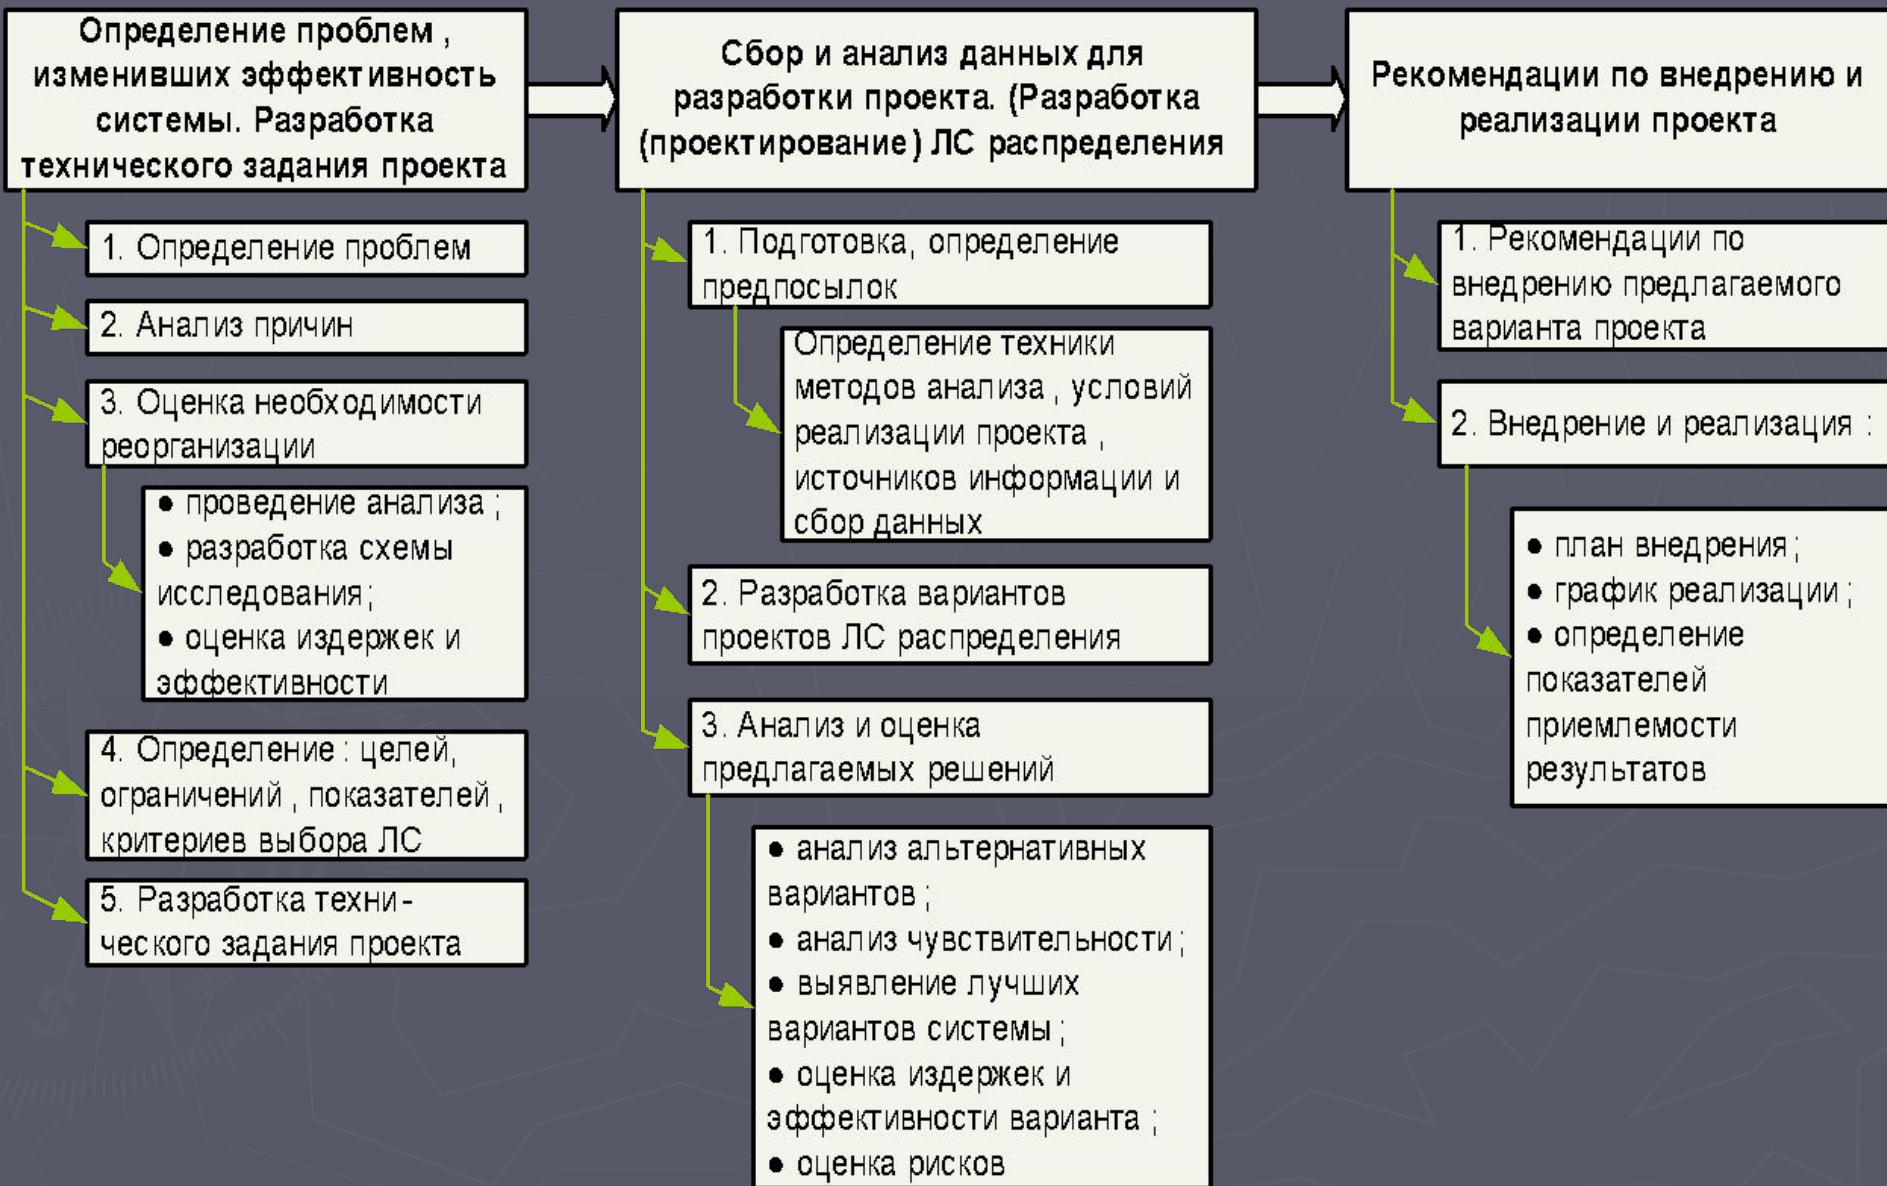 Определение проблем ,
изменивших эффективность
системы. Разработка
технического задания проекта
1. Определение проблем
2. Анализ причин
3. Оценка необходимости
реорганизации
● проведение анализа ;
● разработка схемы
исследования;
● оценка издержек и
эффективности
4. Определение : целей,
ограничений , показателей ,
критериев выбора ЛС
5. Разработка техни-
ческого задания проекта
Сбор и анализ данных для
разработки проекта. (Разработка
(проектирование) ЛС распределения
1. Подготовка, определение
предпосылок
Определение техники
методов анализа , условий
реализации проекта ,
источников информации и
сбор данных
2. Разработка вариантов
проектов ЛС распределения
3. Анализ и оценка
предлагаемых решений
● анализ альтернативных
вариантов ;
● анализ чувствительности ;
● выявление лучших
вариантов системы ;
● оценка издержек и
эффективности варианта ;
● оценка рисков
Рекомендации по внедрению и
реализации проекта
1. Рекомендации по
внедрению предлагаемого
варианта проекта
2. Внедрение и реализация :
● план внедрения;
● график реализации ;
● определение
показателей
приемлемости
результатов